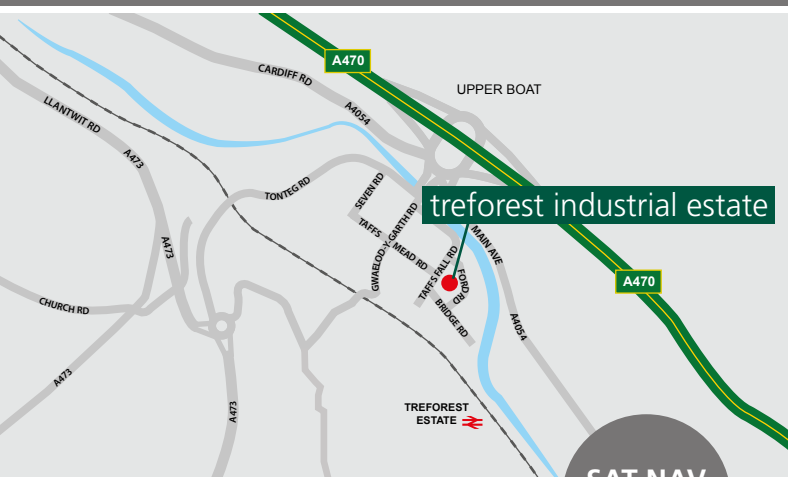 A470
CARDIFF RD
UPPER BOAT
LLANTWIT RD
A4054
A473
SEVEN RD
TONTEG RD
treforest industrial estate
GWAELOD-Y-GARTH RD
TAFFS MEAD RD
MAIN AVE
A473
TAFFS FALL RD
FORD RD
A470
CHURCH RD
BRIDGE RD
A4054
A473
A473
TREFOREST
ESTATE
SAT NAV